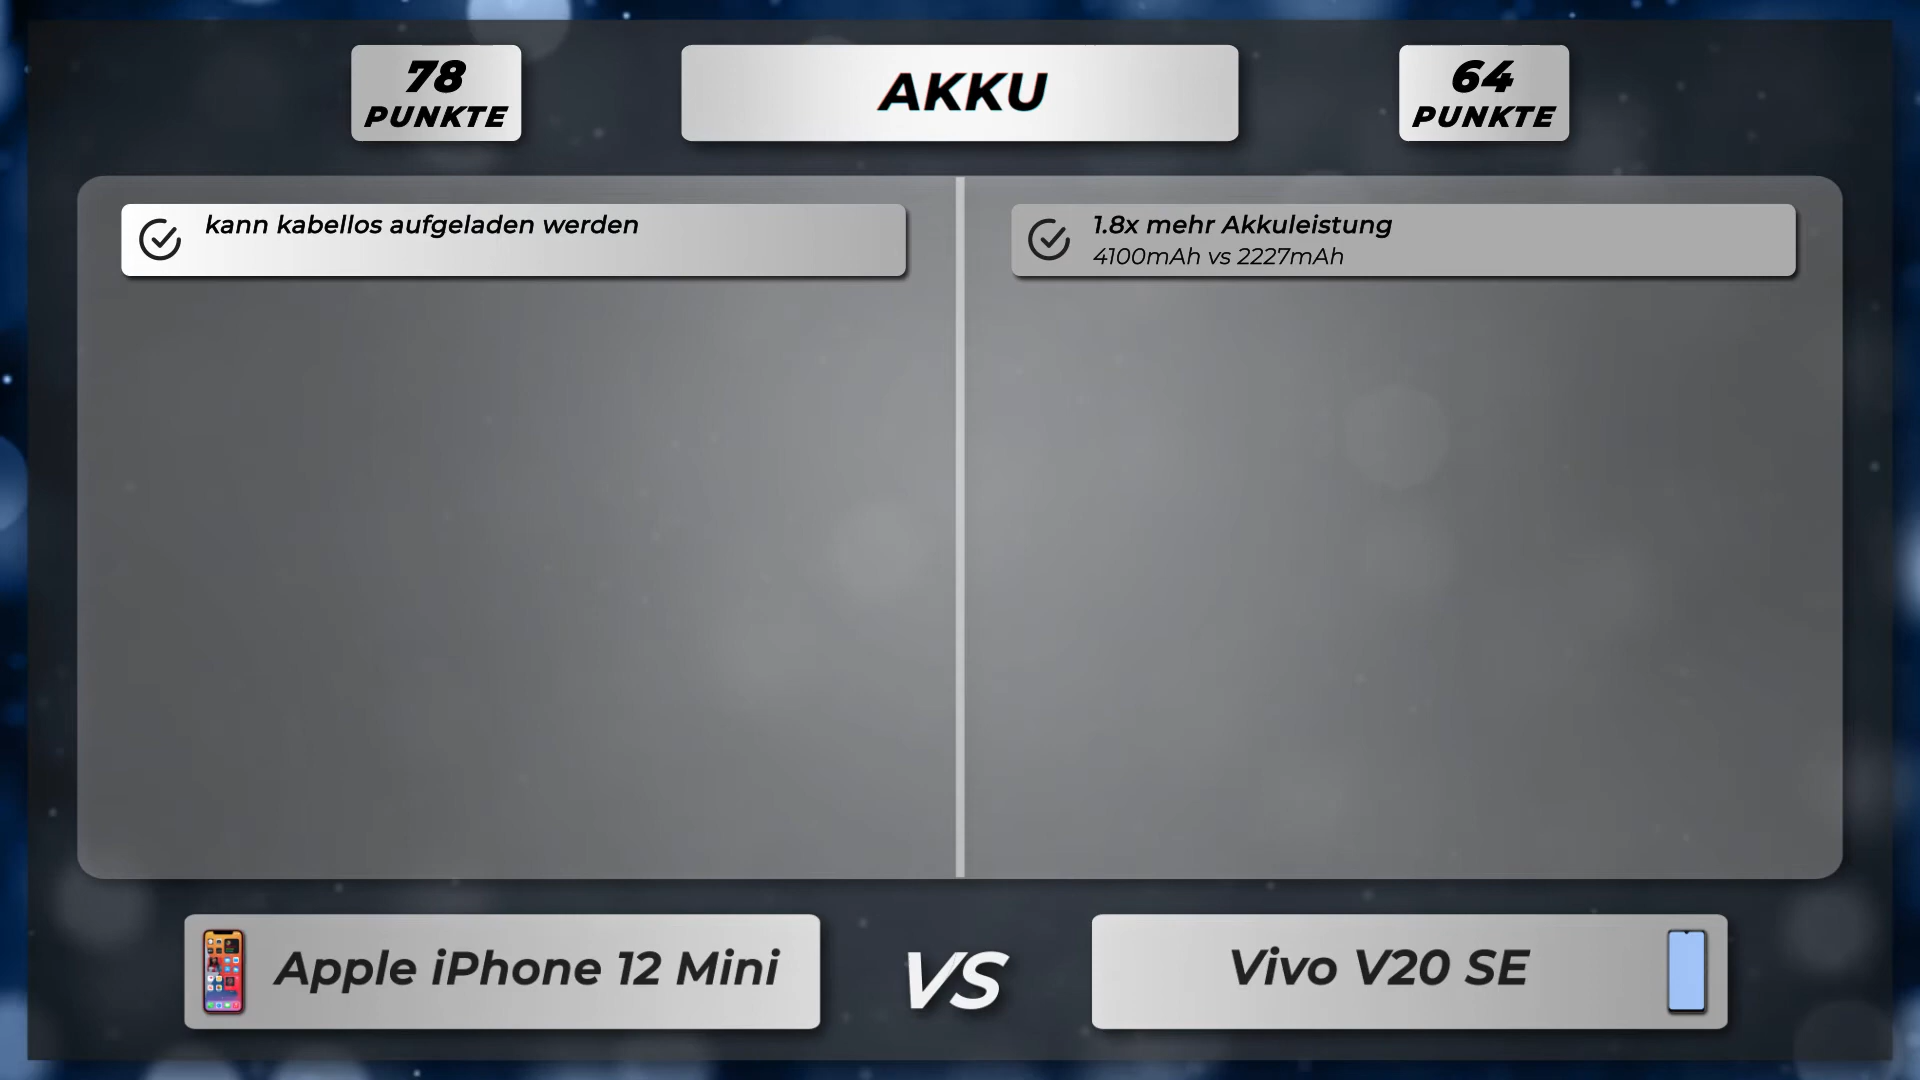 78
PUNKTE
AKKU
64
PUNKTE
kann kabellos aufgeladen werden
1.8x mehr Akkuleistung
4100mAh vs 2227mAh
Apple iPhone 12 Mini
VS
Vivo V20 SE